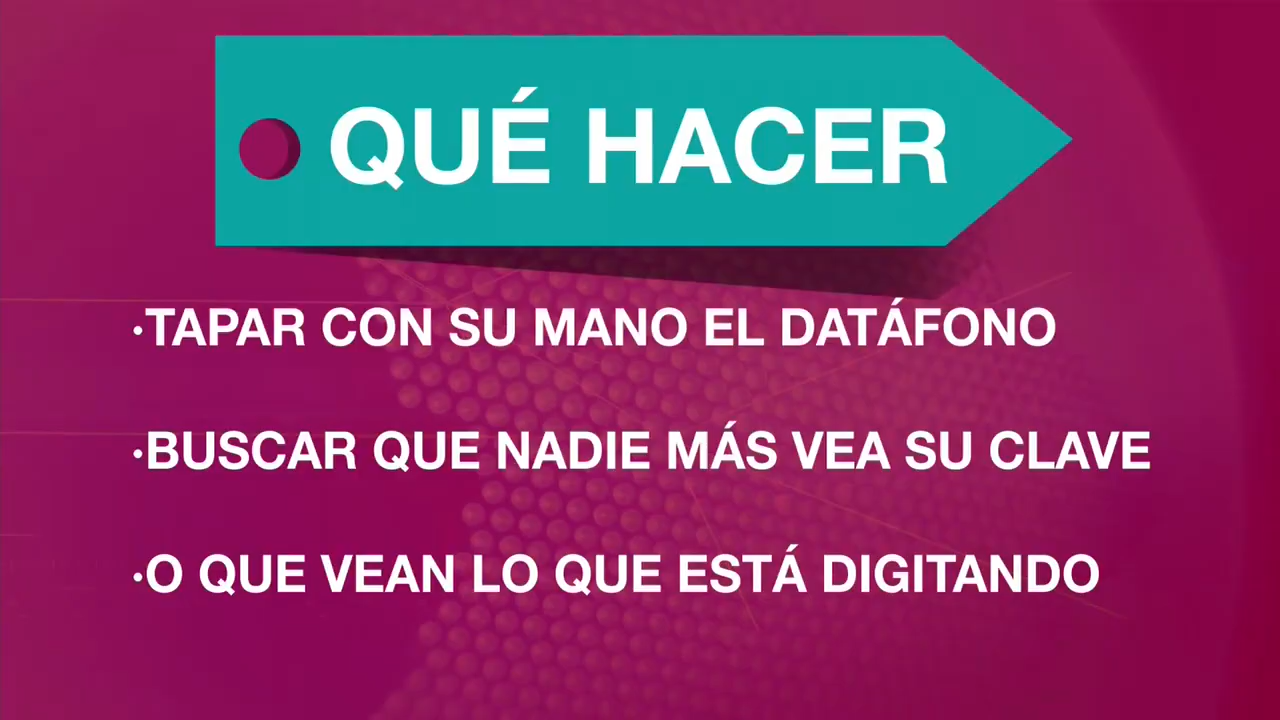 QUÉ HACER
·TAPAR CON SU MANO EL DATÁFONO
·BUSCAR QUE NADIE MÁS VEA SU CLAVE
·O QUE VEAN LO QUE ESTÁ DIGITANDO